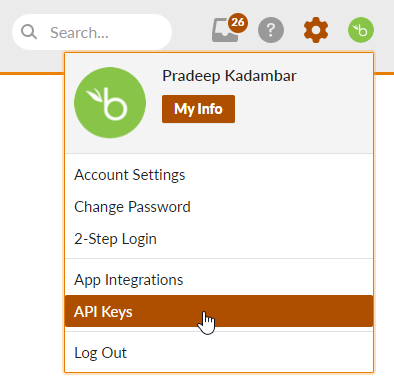 Search...
26
?
Pradeep Kadambar
My Info
Account Settings
Change Password
2-Step Login
App Integrations
API Keys
Log Out